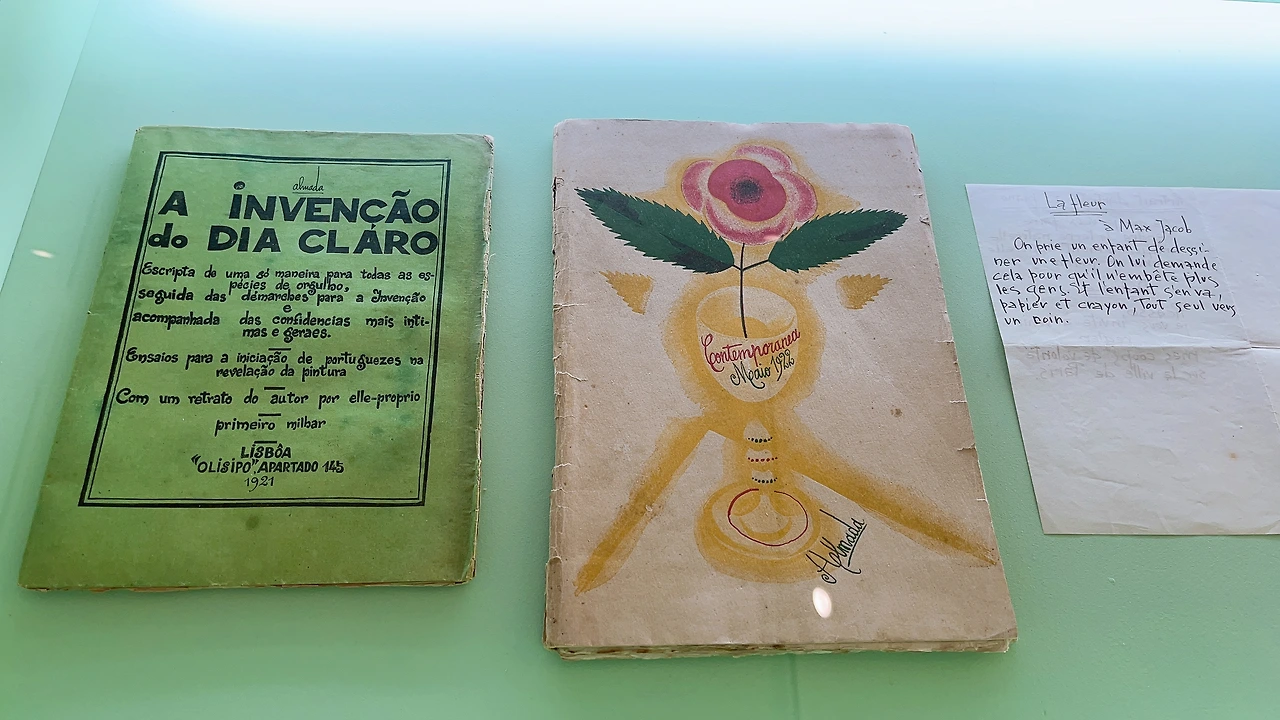 almada
A INVENÇÃO
do DIA CLÁRO
Escripta de uma só maneira para todas as es-
pécies de orgulho,
seguida das démarches para a Invenção
e
acompanhada das confidencias mais inti-
mas e geraes.
Ensaios para a iniciação de portuguezes na
revelação da pintura
Com um retrato do autor por elle-proprio
primeiro milhar
LISBÔA
"OLISIPO", APARTADO 145
1921
Contemporanea
Maio 1922
Almada
La fleur
à Max Jacob
On prie un enfant de dessi-
ner une fleur. On lui demande
cela pour qu'il n'embête plus
les gens et l'enfant s'en va,
papier et crayon, tout seul vers
un coin.